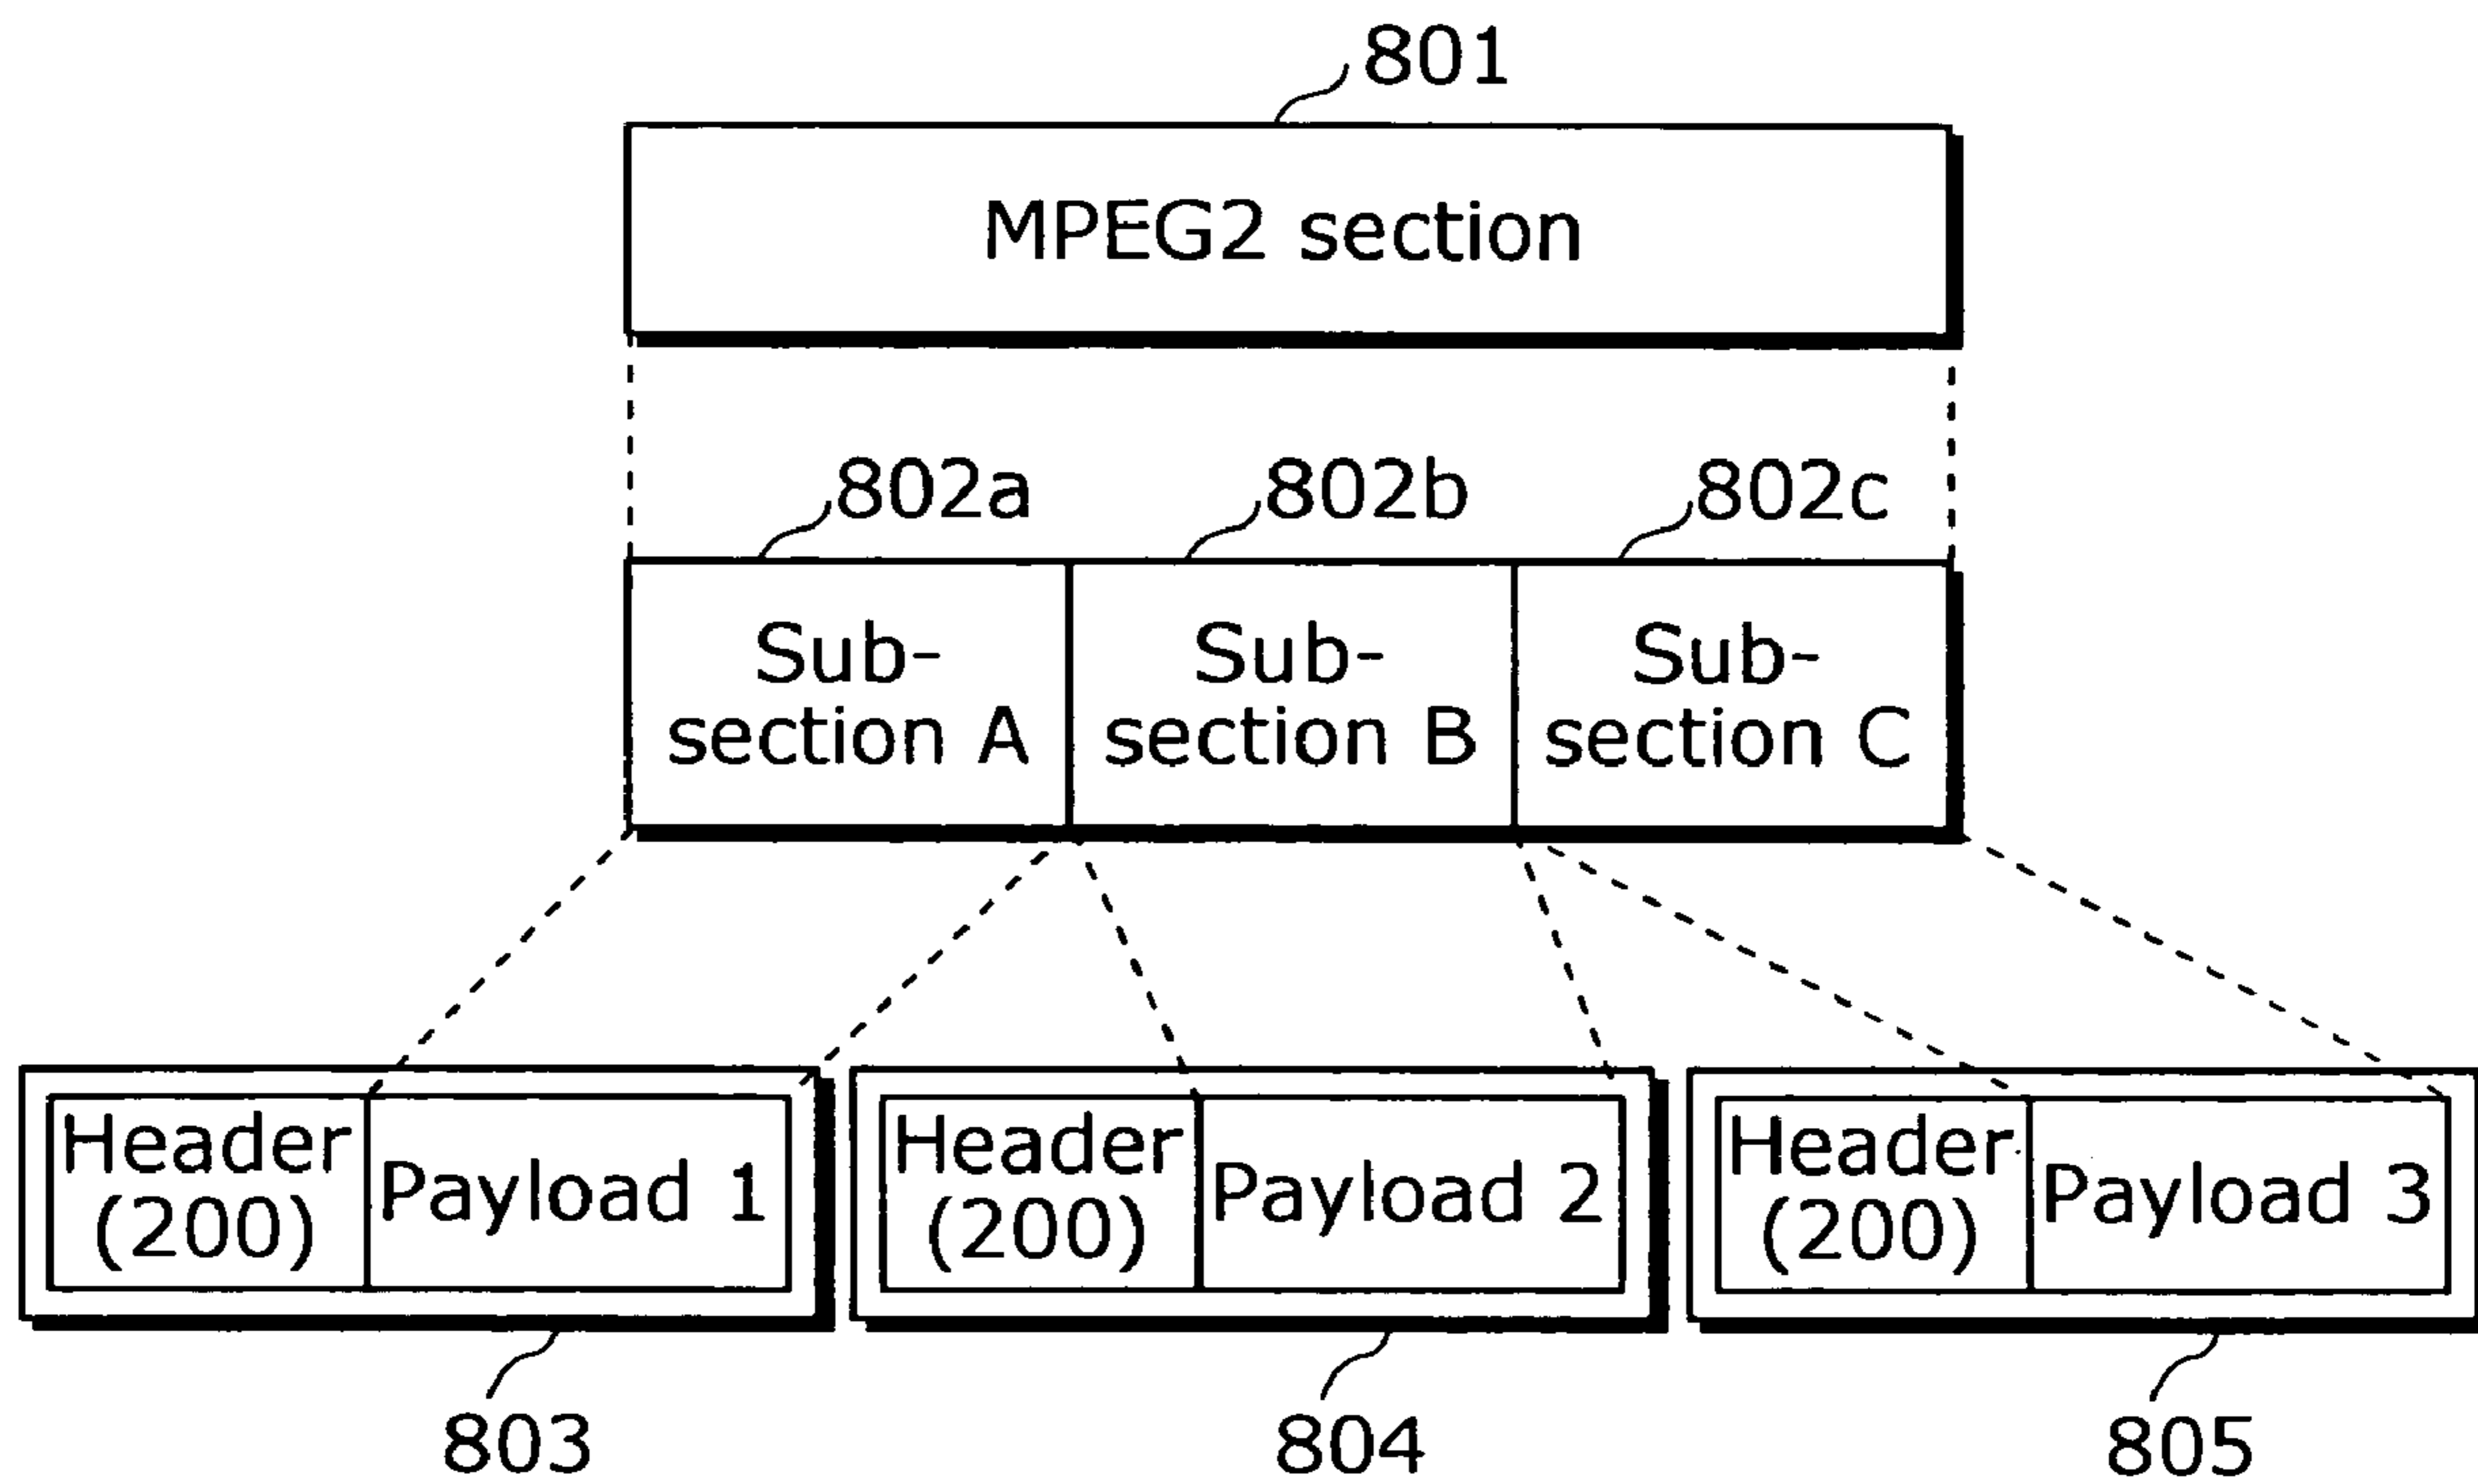 801
MPEG2 section
802a 802b 802c
Sub-
section A
Sub-
section B
Sub-
section C
Header
(200)
Payload 1
Header
(200)
Payload 2
Header
(200)
Payload 3
803 804 805